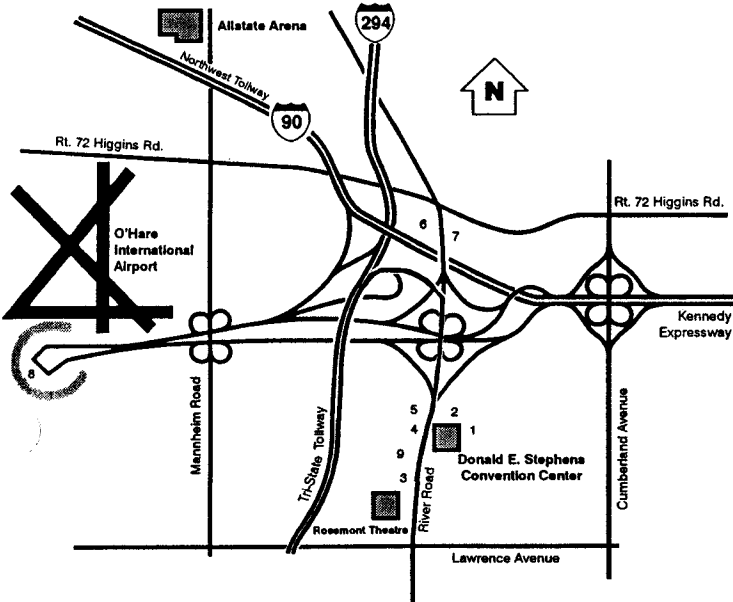 Allstate Arena
294
Northwest Tollway
N
90
Rt. 72 Higgins Rd.
Rt. 72 Higgins Rd.
O'Hare
International
Airport
6
7
Kennedy
Expressway
8
Mannheim Road
Tri-State Tollway
River Road
Cumberland Avenue
5
2
4
1
9
3
Donald E. Stephens
Convention Center
Rosemont Theatre
Lawrence Avenue